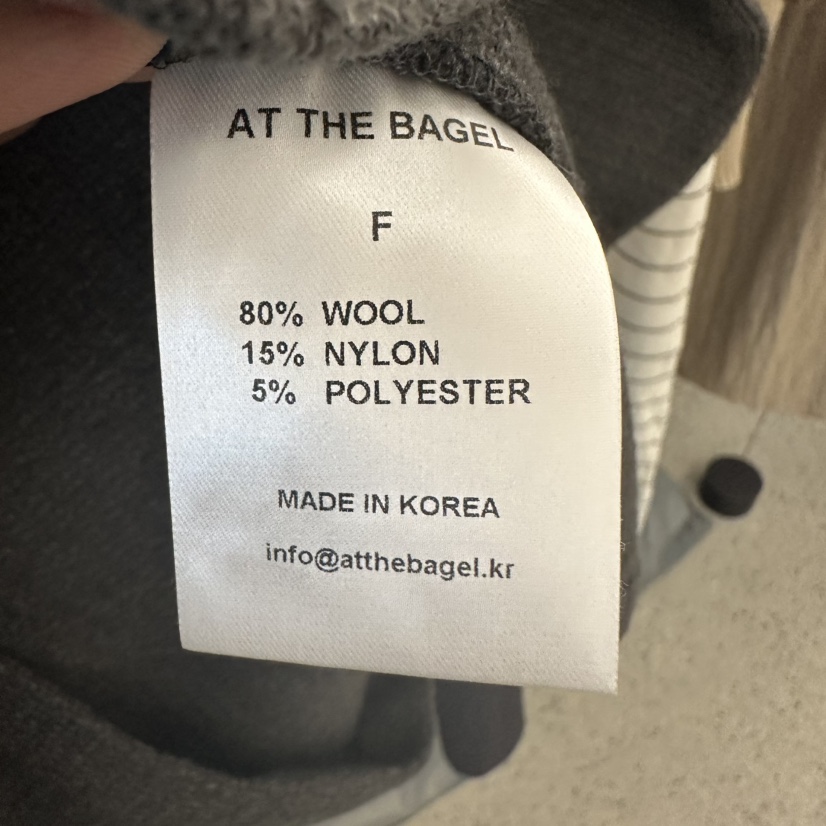 AT THE BAGEL
F
80% WOOL
15% NYLON
5% POLYESTER
MADE IN KOREA
info@atthebagel.kr